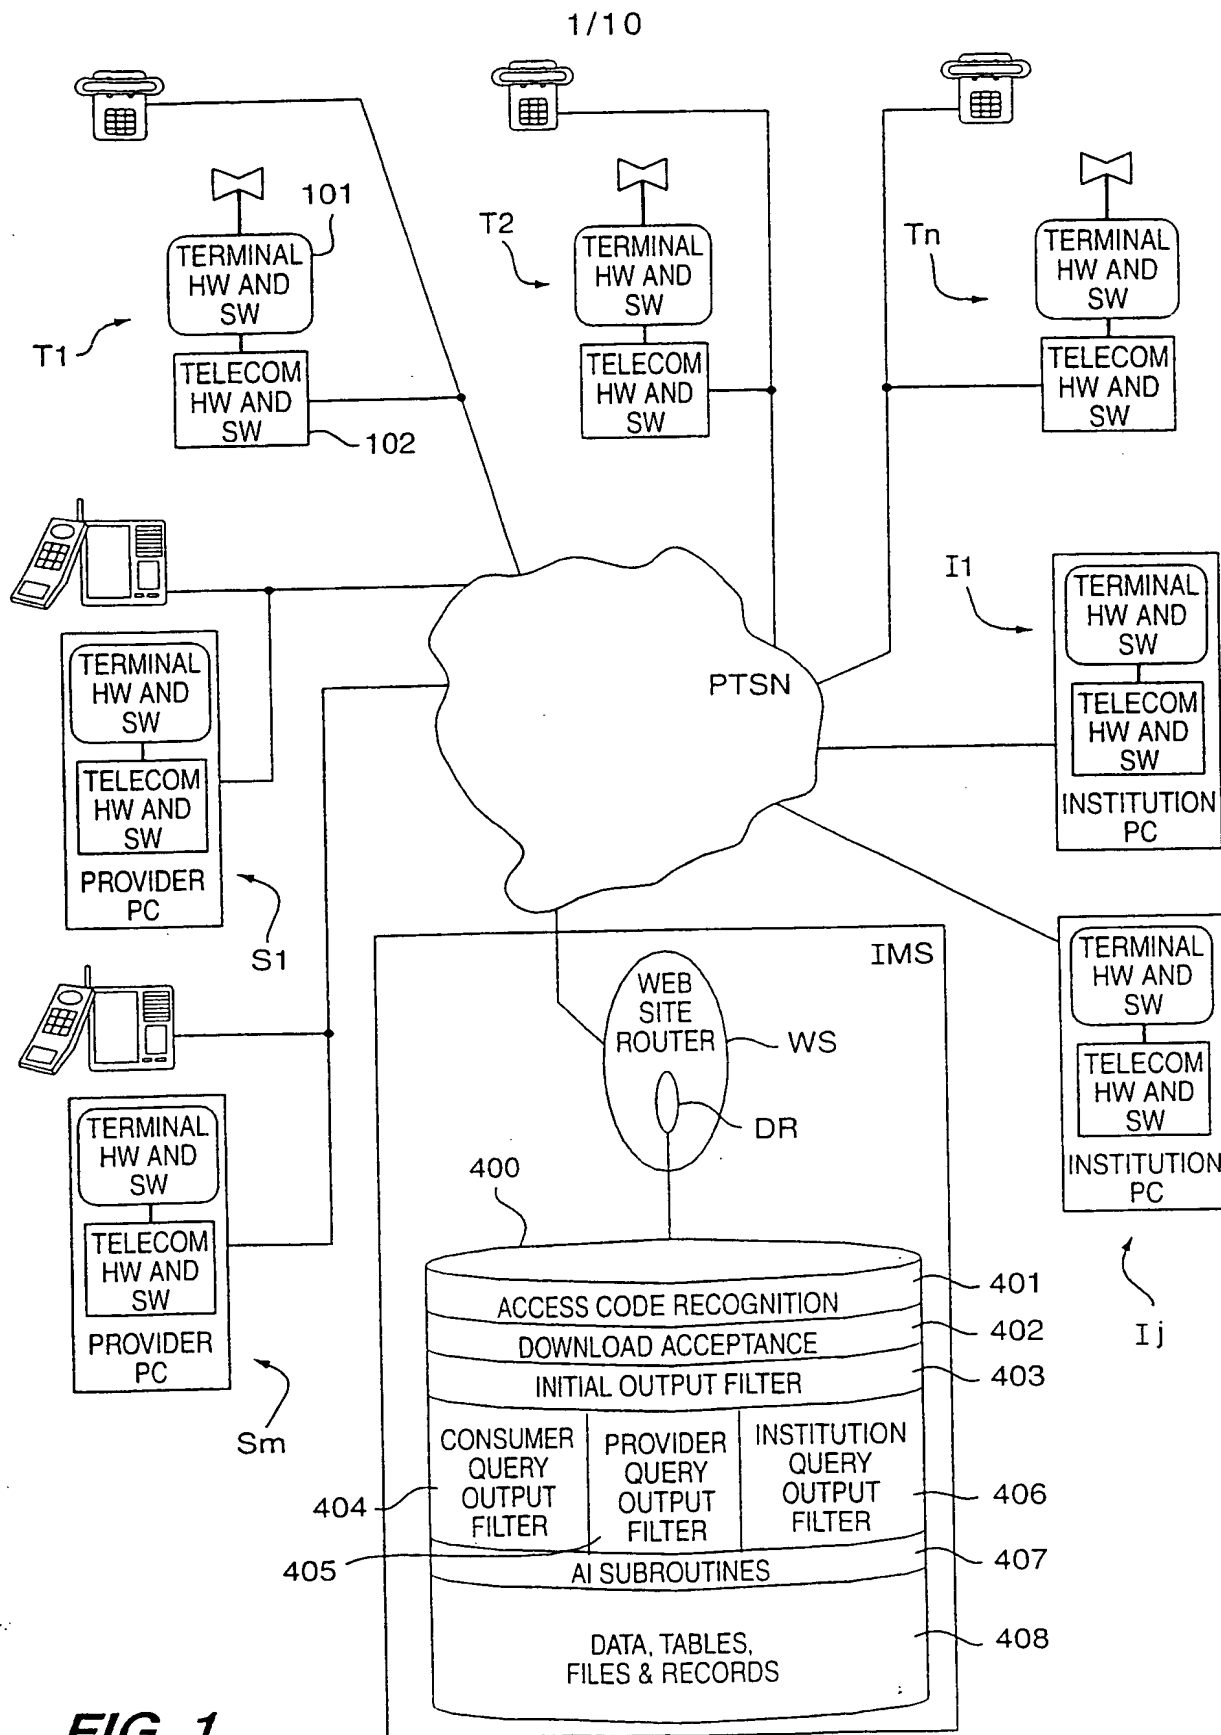 1/10
101
TERMINAL
HW AND
SW
T1
TELECOM
HW AND
SW
102
T2
TERMINAL
HW AND
SW
TELECOM
HW AND
SW
Tn
TERMINAL
HW AND
SW
TELECOM
HW AND
SW
TERMINAL
HW AND
SW
TELECOM
HW AND
SW
PROVIDER
PC
S1
PTSN
I1
TERMINAL
HW AND
SW
TELECOM
HW AND
SW
INSTITUTION
PC
TERMINAL
HW AND
SW
TELECOM
HW AND
SW
PROVIDER
PC
Sm
TERMINAL
HW AND
SW
TELECOM
HW AND
SW
INSTITUTION
PC
Ij
IMS
WEB
SITE
ROUTER
WS
DR
400
ACCESS CODE RECOGNITION
401
DOWNLOAD ACCEPTANCE
402
INITIAL OUTPUT FILTER
403
CONSUMER
QUERY
OUTPUT
FILTER
404
PROVIDER
QUERY
OUTPUT
FILTER
405
INSTITUTION
QUERY
OUTPUT
FILTER
406
AI SUBROUTINES
407
DATA, TABLES,
FILES & RECORDS
408
FIG. 1